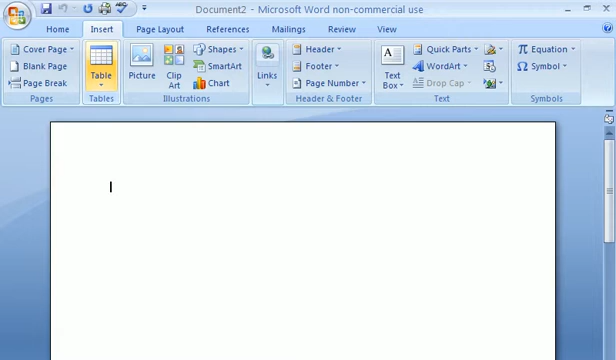 Document2 - Microsoft Word non-commercial use
Home Insert Page Layout References Mailings Review View
Cover Page
Blank Page
Page Break
Pages
Table
Tables
Picture
Clip
Art
Shapes
SmartArt
Chart
Illustrations
Links
Header
Footer
Page Number
Header & Footer
Text
Box
Quick Parts
WordArt
Drop Cap
Text
Equation
Symbol
Symbols